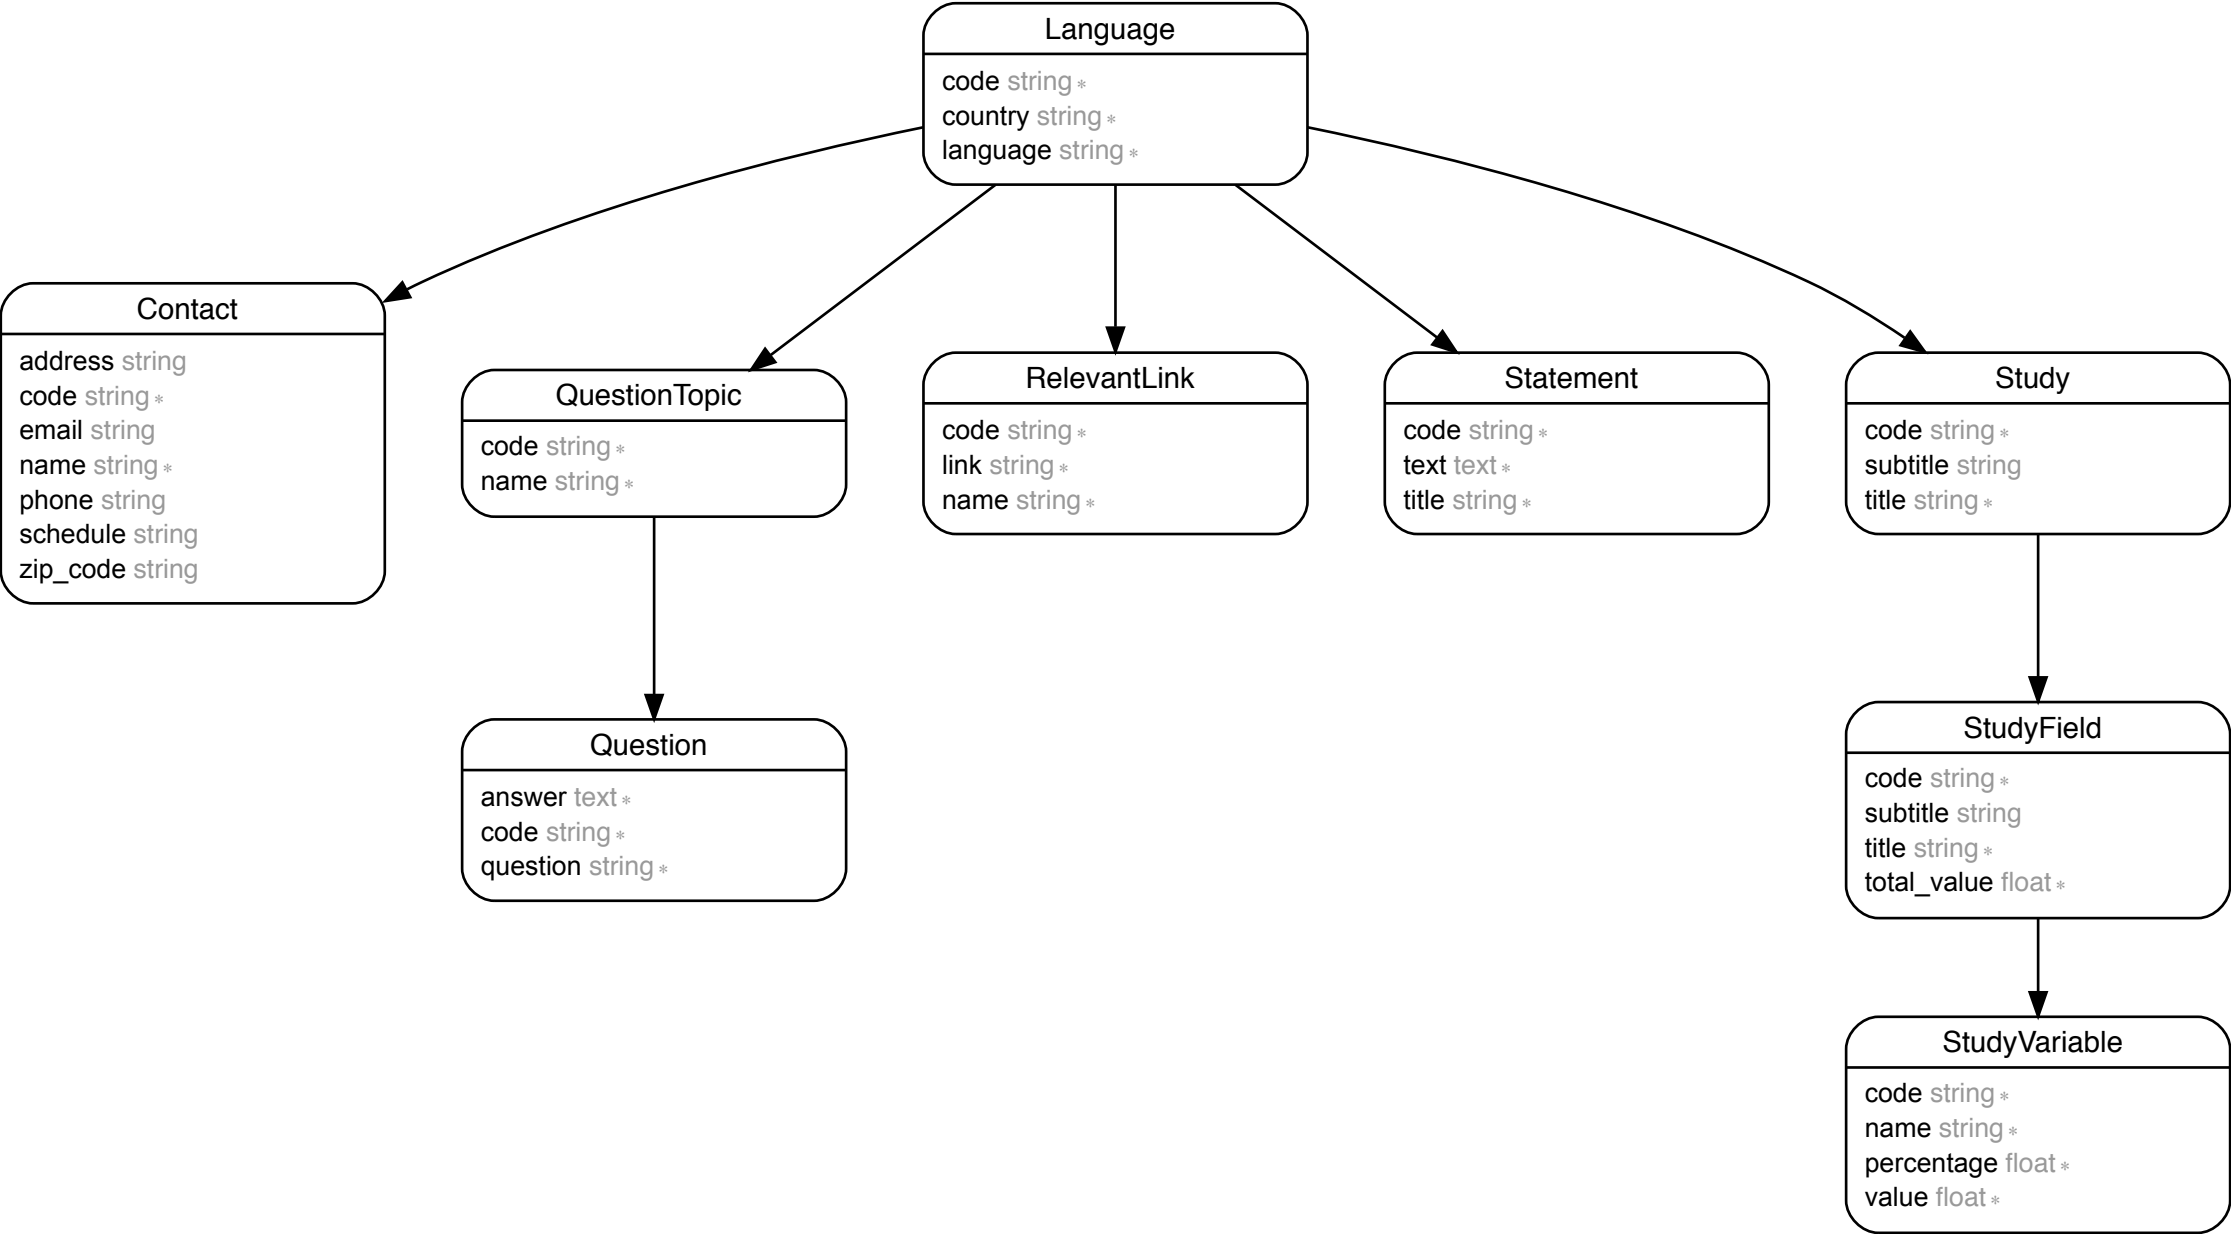 Language
code string *
country string *
language string *
Contact
address string
code string *
email string
name string *
phone string
schedule string
zip_code string
QuestionTopic
code string *
name string *
RelevantLink
code string *
link string *
name string *
Statement
code string *
text text *
title string *
Study
code string *
subtitle string
title string *
Question
answer text *
code string *
question string *
StudyField
code string *
subtitle string
title string *
total_value float *
StudyVariable
code string *
name string *
percentage float *
value float *